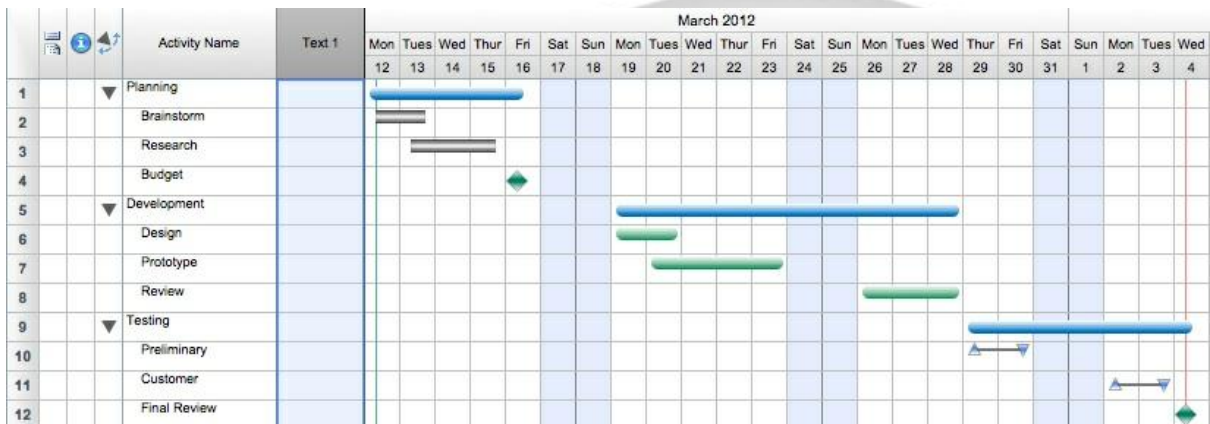 March 2012
Activity Name Text 1 Mon Tues Wed Thur Fri Sat Sun Mon Tues Wed Thur Fri Sat Sun Mon Tues Wed Thur Fri Sat Sun Mon Tues Wed
12 13 14 15 16 17 18 19 20 21 22 23 24 25 26 27 28 29 30 31 1 2 3 4
1 Planning
2 Brainstorm
3 Research
4 Budget
5 Development
6 Design
7 Prototype
8 Review
9 Testing
10 Preliminary
11 Customer
12 Final Review